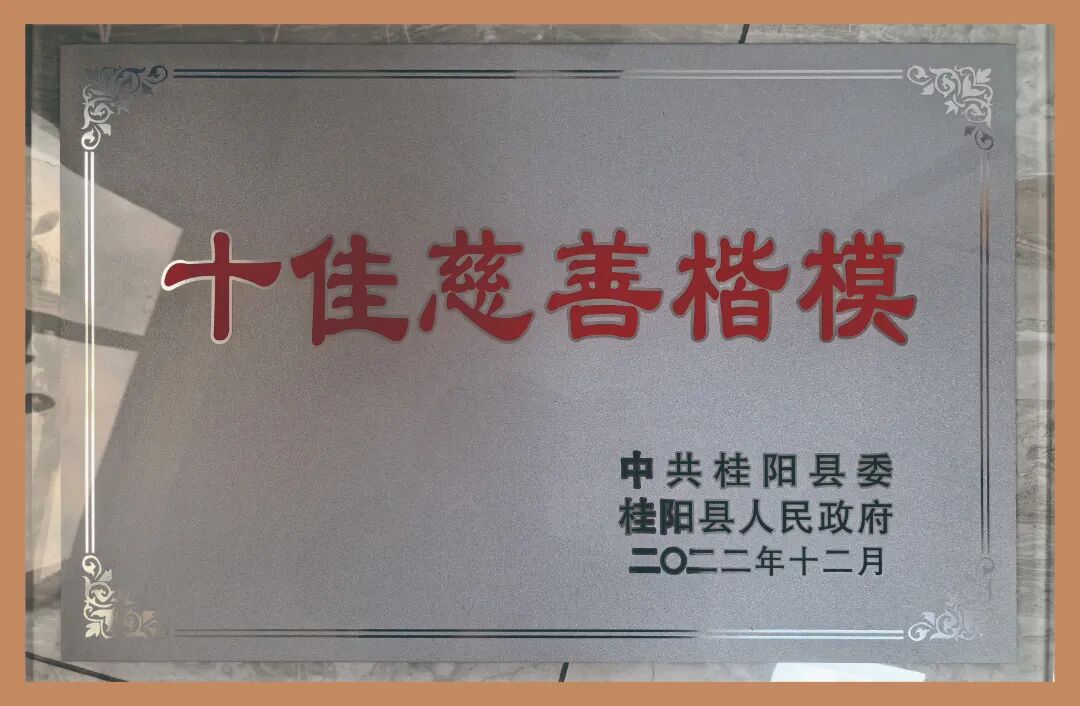 十佳慈善楷模
中共桂阳县委
桂阳县人民政府
二〇二二年十二月